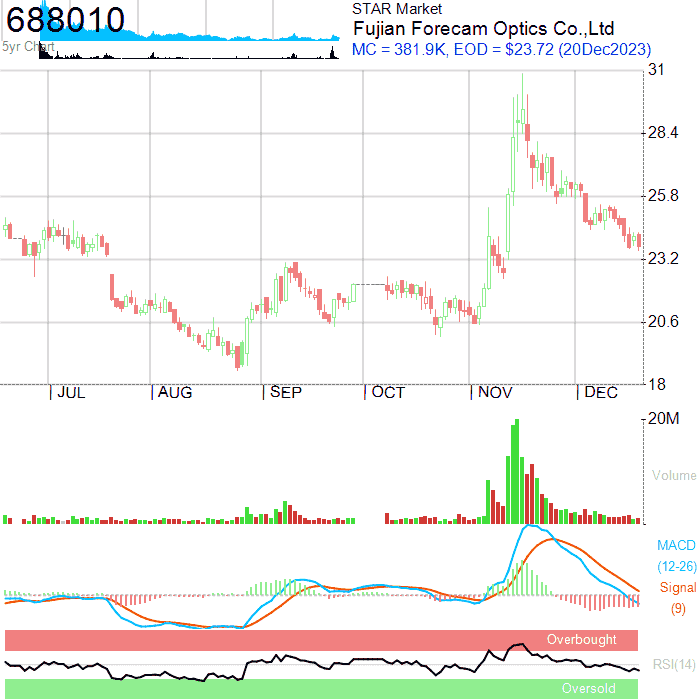 688010
5yr Chart
STAR Market
Fujian Forecam Optics Co.,Ltd
MC = 381.9K, EOD = $23.72 (20Dec2023)
31
28.4
25.8
23.2
20.6
18
JUL
AUG
SEP
OCT
NOV
DEC
20M
Volume
MACD
(12-26)
Signal
(9)
Overbought
RSI(14)
Oversold